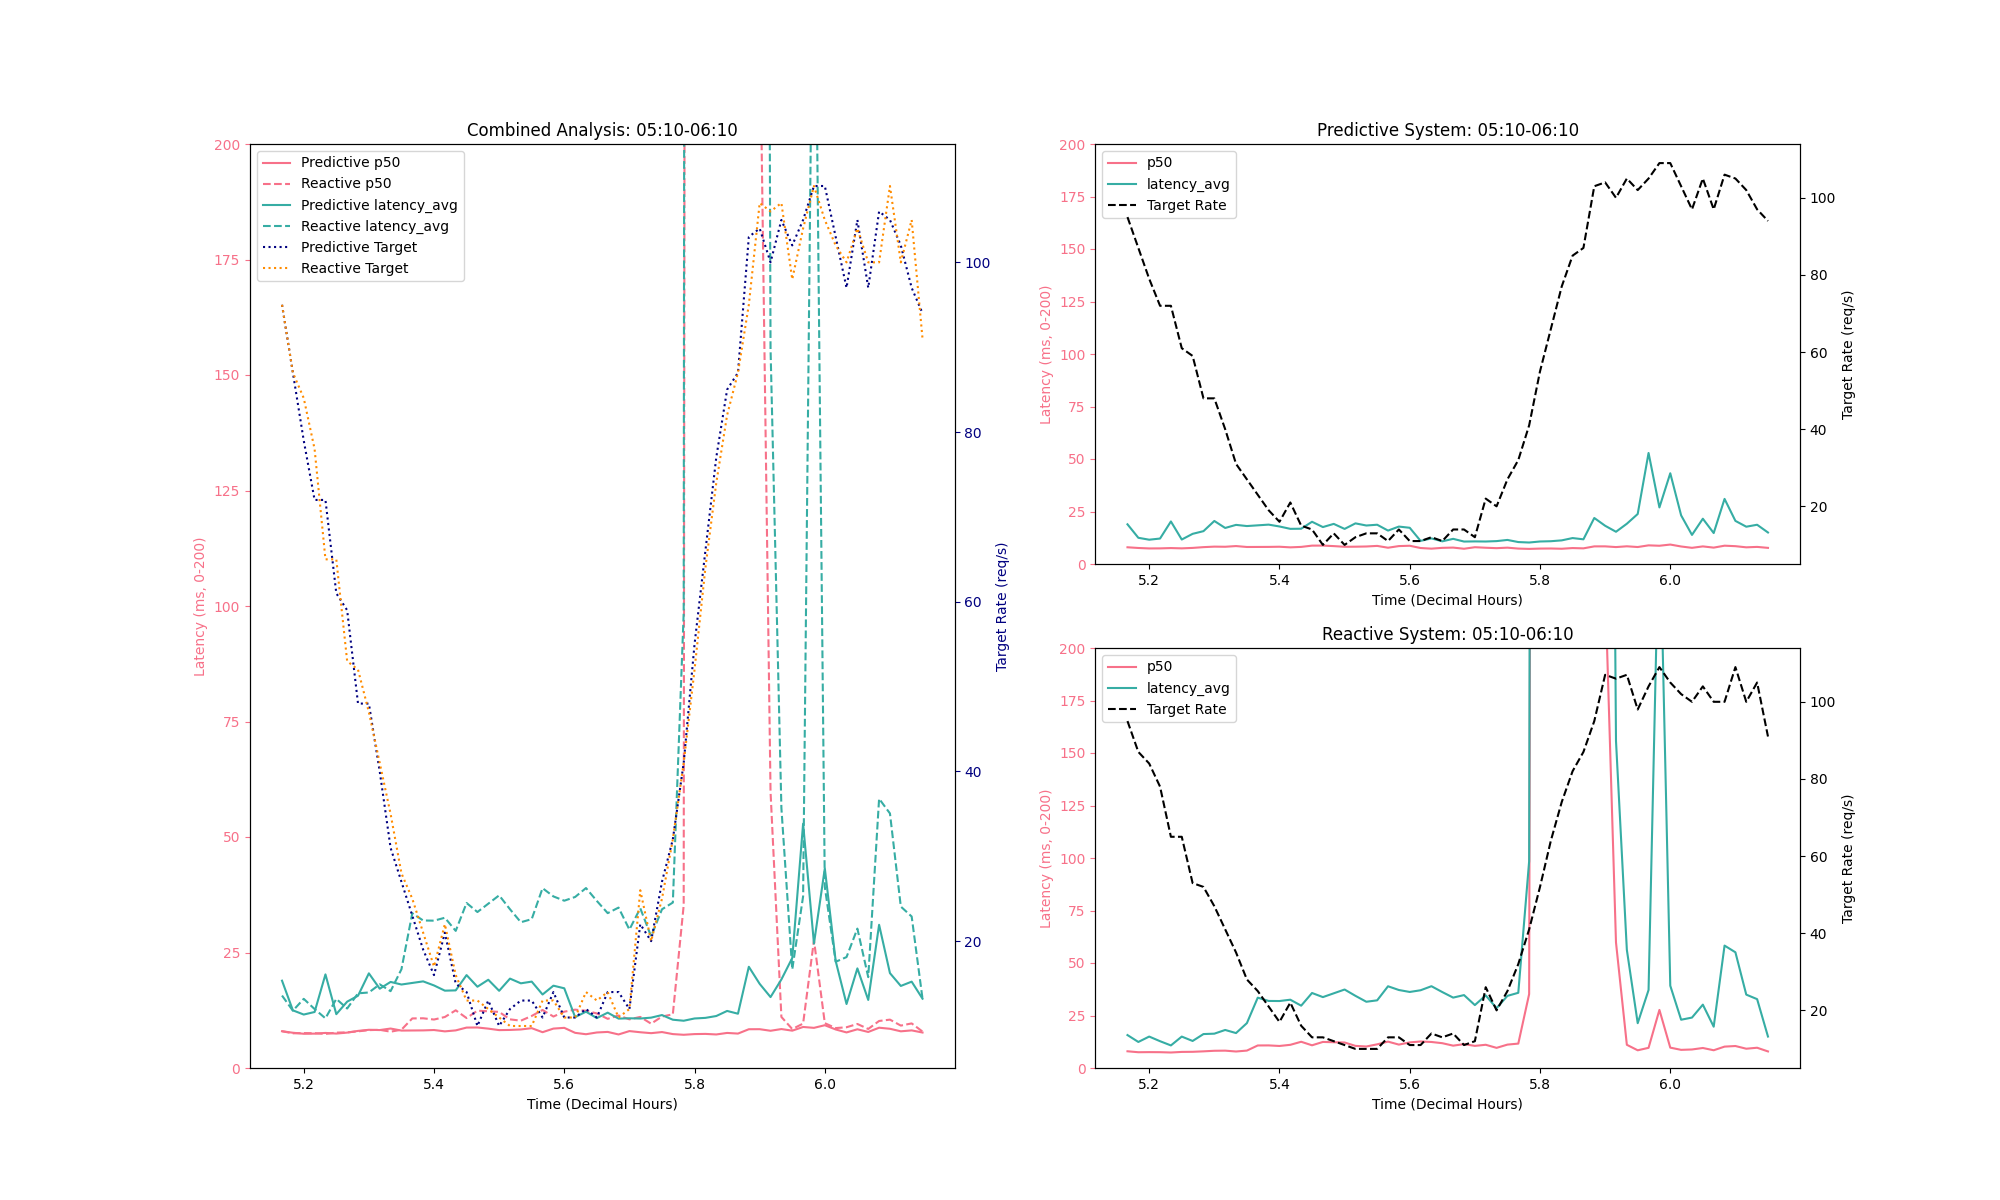 Combined Analysis: 05:10-06:10
Predictive p50
Reactive p50
Predictive latency_avg
Reactive latency_avg
Predictive Target
Reactive Target
200
175
150
125
100
75
50
25
0
Latency (ms, 0-200)
100
80
60
40
20
Target Rate (req/s)
5.2 5.4 5.6 5.8 6.0
Time (Decimal Hours)
Predictive System: 05:10-06:10
p50
latency_avg
Target Rate
200
175
150
125
100
75
50
25
0
Latency (ms, 0-200)
100
80
60
40
20
Target Rate (req/s)
5.2 5.4 5.6 5.8 6.0
Time (Decimal Hours)
Reactive System: 05:10-06:10
p50
latency_avg
Target Rate
200
175
150
125
100
75
50
25
0
Latency (ms, 0-200)
100
80
60
40
20
Target Rate (req/s)
5.2 5.4 5.6 5.8 6.0
Time (Decimal Hours)